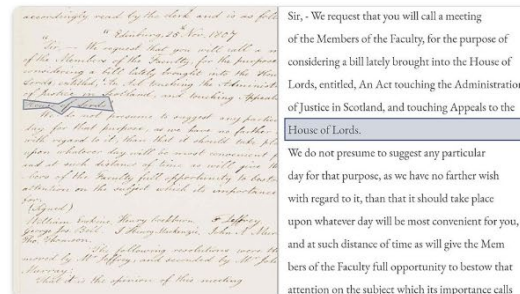 accordingly read by the clerk and is as
"Edinburg, 25th Nov. 1807
Sir, — We request that you will call a
of the Members of the Faculty, for the purpose
considering a bill lately brought into the
Lords, entitled, An Act touching the
of Justice in Scotland, and touching Appeals
House of Lords.
We do not presume to suggest any
day for that purpose, as we have no farther
with regard to it, than that it should take
upon whatever day will be most convenient
and at such distance of time as will give the
bers of the Faculty full opportunity to
attention on the subject which its importance
(Signed)
William Erskine, Henry Cockburn F. Jeffrey
George Jos. Bell. J. Henry Mackenzie, John A. Murray
Tho. Thomson.
The following resolutions were then
moved by Mr Jeffrey, and seconded by Mr John
Murray:
That it is the opinion of this meeting
Sir, - We request that you will call a meeting
of the Members of the Faculty, for the purpose of
considering a bill lately brought into the House of
Lords, entitled, An Act touching the Administration
of Justice in Scotland, and touching Appeals to the
House of Lords.
We do not presume to suggest any particular
day for that purpose, as we have no farther wish
with regard to it, than that it should take place
upon whatever day will be most convenient for you,
and at such distance of time as will give the Mem
bers of the Faculty full opportunity to bestow that
attention on the subject which its importance calls